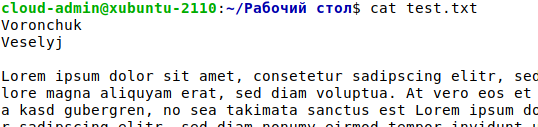 cloud-admin@xubuntu-2110:~/Рабочий стол$ cat test.txt
Voronchuk
Veselyj
Lorem ipsum dolor sit amet, consetetur sadipscing elitr, sed
lore magna aliquyam erat, sed diam voluptua. At vero eos et
a kasd gubergren, no sea takimata sanctus est Lorem ipsum do
r sadipscing elitr, sed diam nonumy eirmod tempor invidunt u